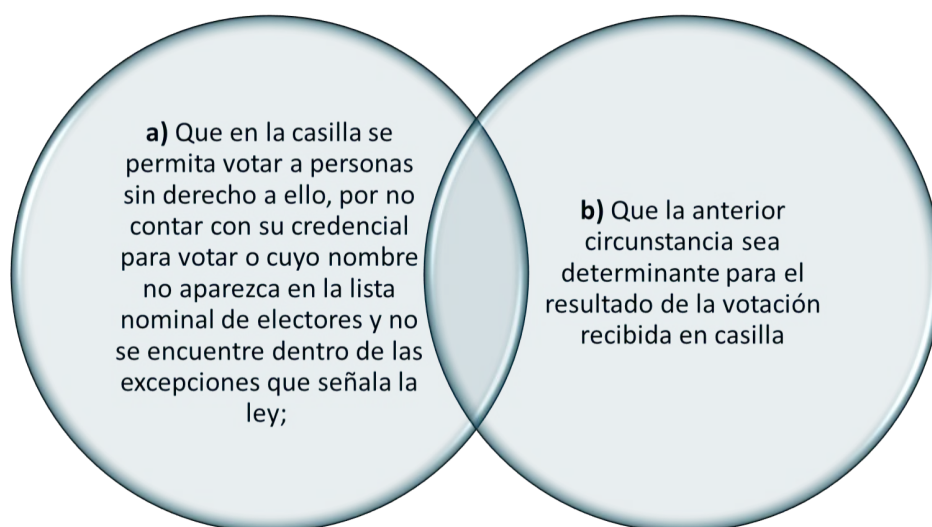 a) Que en la casilla se
permita votar a personas
sin derecho a ello, por no
contar con su credencial
para votar o cuyo nombre
no aparezca en la lista
nominal de electores y no
se encuentre dentro de las
excepciones que señala la
ley;
b) Que la anterior
circunstancia sea
determinante para el
resultado de la votación
recibida en casilla